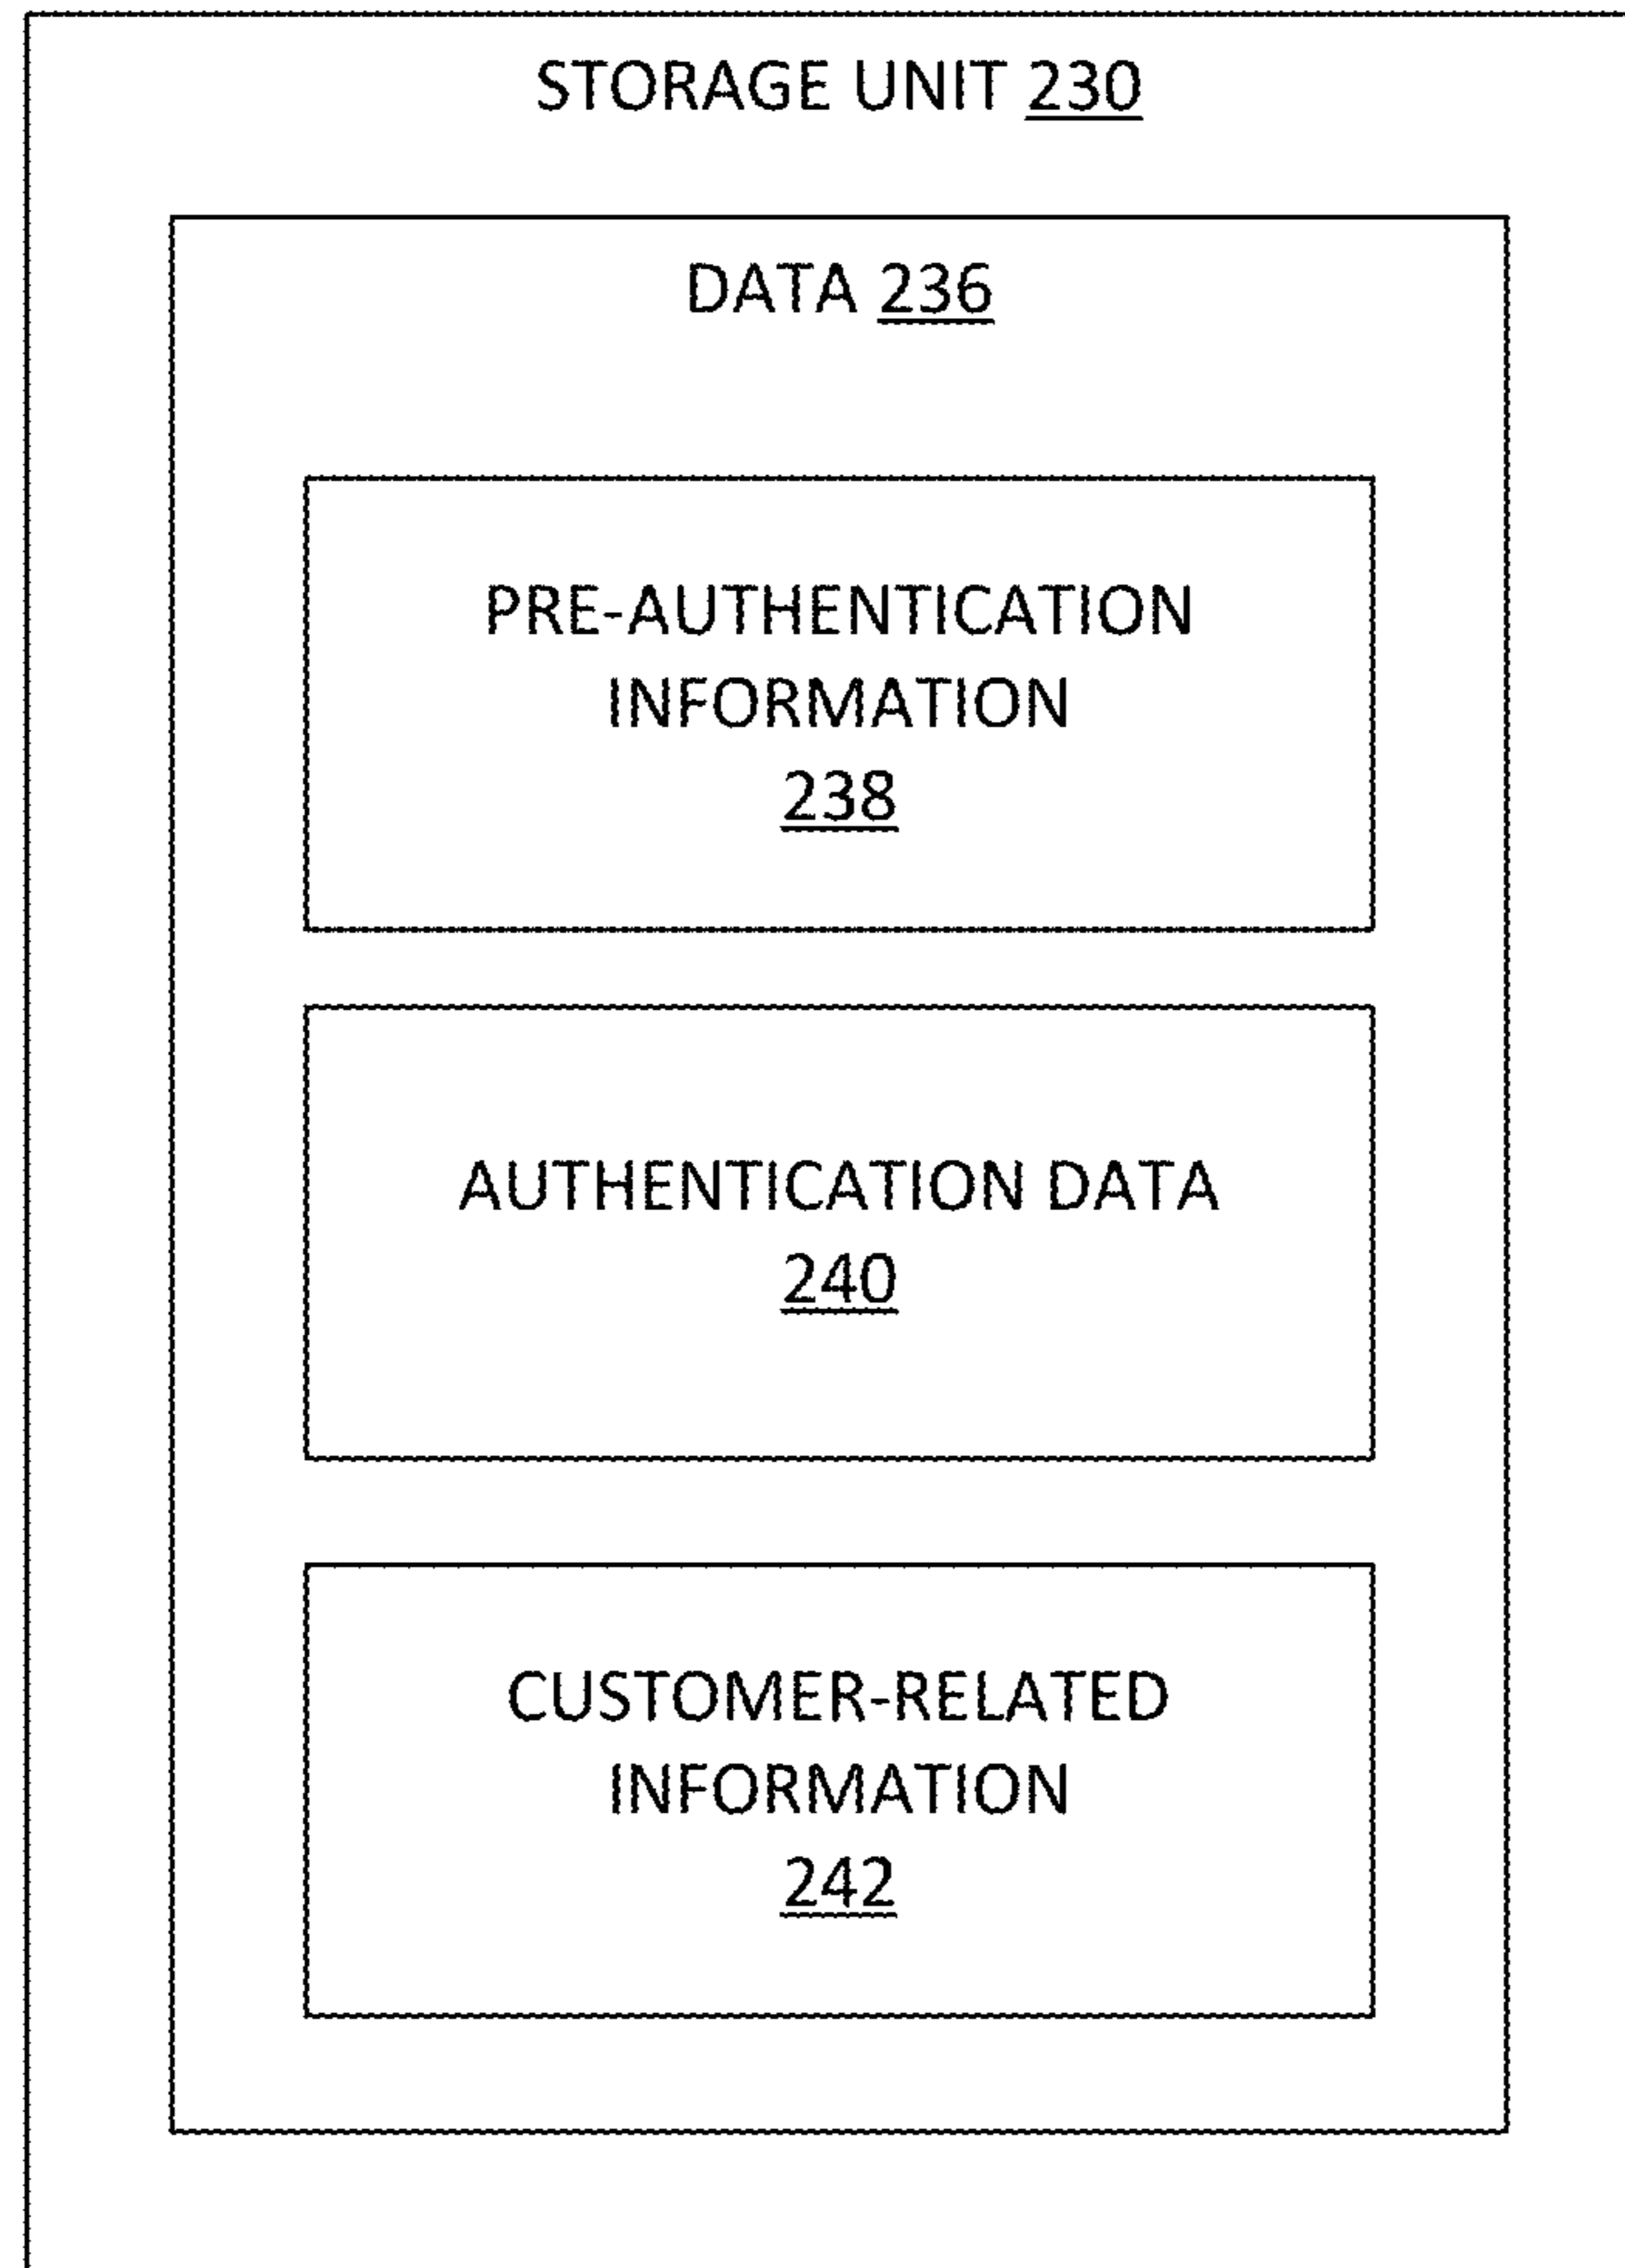 STORAGE UNIT 230
DATA 236
PRE-AUTHENTICATION
INFORMATION
238
AUTHENTICATION DATA
240
CUSTOMER-RELATED
INFORMATION
242